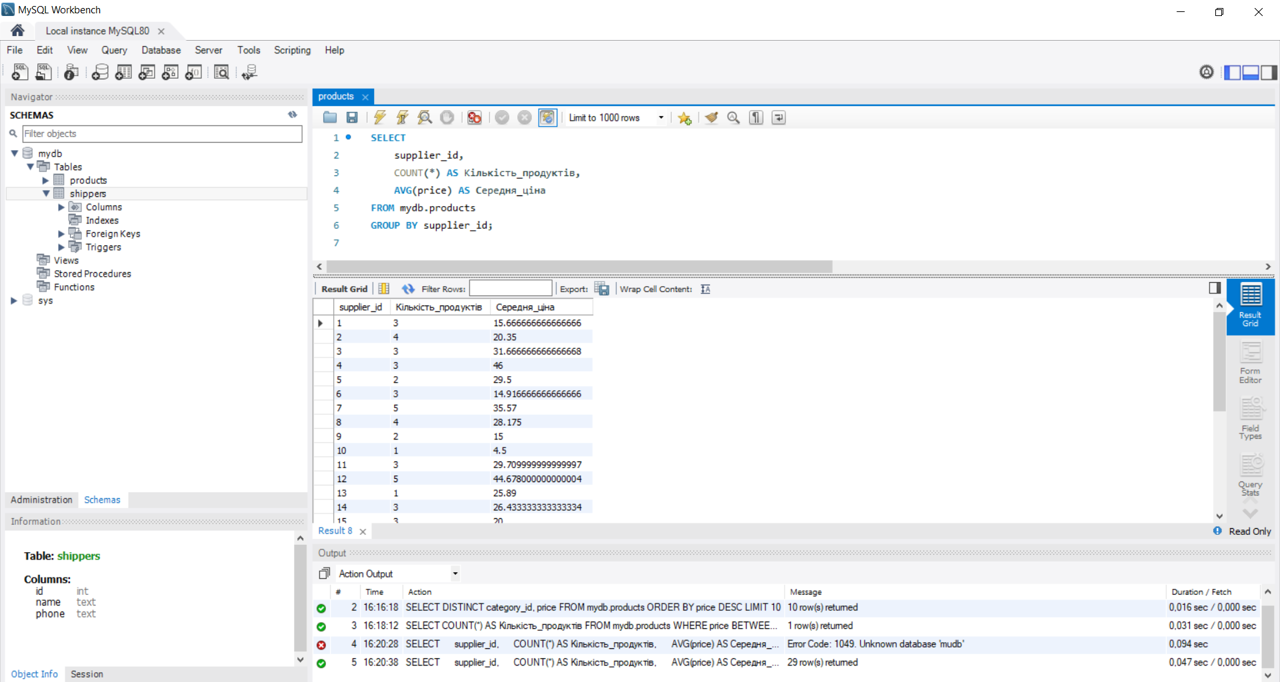 MySQL Workbench
Local instance MySQL80
File Edit View Query Database Server Tools Scripting Help
Navigator
SCHEMAS
Filter objects
mydb
Tables
products
shippers
Columns
Indexes
Foreign Keys
Triggers
Views
Stored Procedures
Functions
sys
Administration Schemas
Information
Table: shippers
Columns:
id int
name text
phone text
Object Info Session
products
Limit to 1000 rows
1 SELECT
2 supplier_id,
3 COUNT(*) AS Кількість_продуктів,
4 AVG(price) AS Середня_ціна
5 FROM mydb.products
6 GROUP BY supplier_id;
7
Result Grid Filter Rows: Export: Wrap Cell Content:
supplier_id Кількість_продуктів Середня_ціна
1 3 15.666666666666666
2 4 20.35
3 3 31.666666666666668
4 3 46
5 2 29.5
6 3 14.916666666666666
7 5 35.57
8 4 28.175
9 2 15
10 1 4.5
11 3 29.709999999999997
12 5 44.678000000000004
13 1 25.89
14 3 26.433333333333334
15 3 20
Result Grid
Form Editor
Field Types
Query Stats
Result 8 Read Only
Output
Action Output
# Time Action Message Duration / Fetch
2 16:16:18 SELECT DISTINCT category_id, price FROM mydb.products ORDER BY price DESC LIMIT 10 10 row(s) returned 0,016 sec / 0,000 sec
3 16:18:12 SELECT COUNT(*) AS Кількість_продуктів FROM mydb.products WHERE price BETWEE... 1 row(s) returned 0,031 sec / 0,000 sec
4 16:20:28 SELECT supplier_id, COUNT(*) AS Кількість_продуктів, AVG(price) AS Середня_... Error Code: 1049. Unknown database 'mudb' 0,094 sec
5 16:20:38 SELECT supplier_id, COUNT(*) AS Кількість_продуктів, AVG(price) AS Середня_... 29 row(s) returned 0,047 sec / 0,000 sec